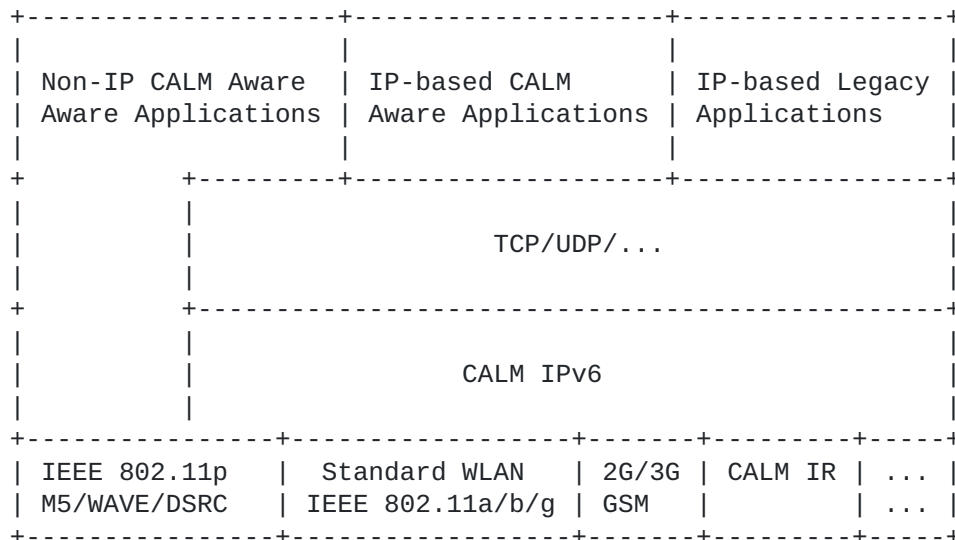 Non-IP CALM Aware | IP-based CALM | IP-based Legacy
Aware Applications | Aware Applications | Applications
TCP/UDP/...
CALM IPv6
IEEE 802.11p | Standard WLAN | 2G/3G | CALM IR | ...
M5/WAVE/DSRC | IEEE 802.11a/b/g | GSM | | ...